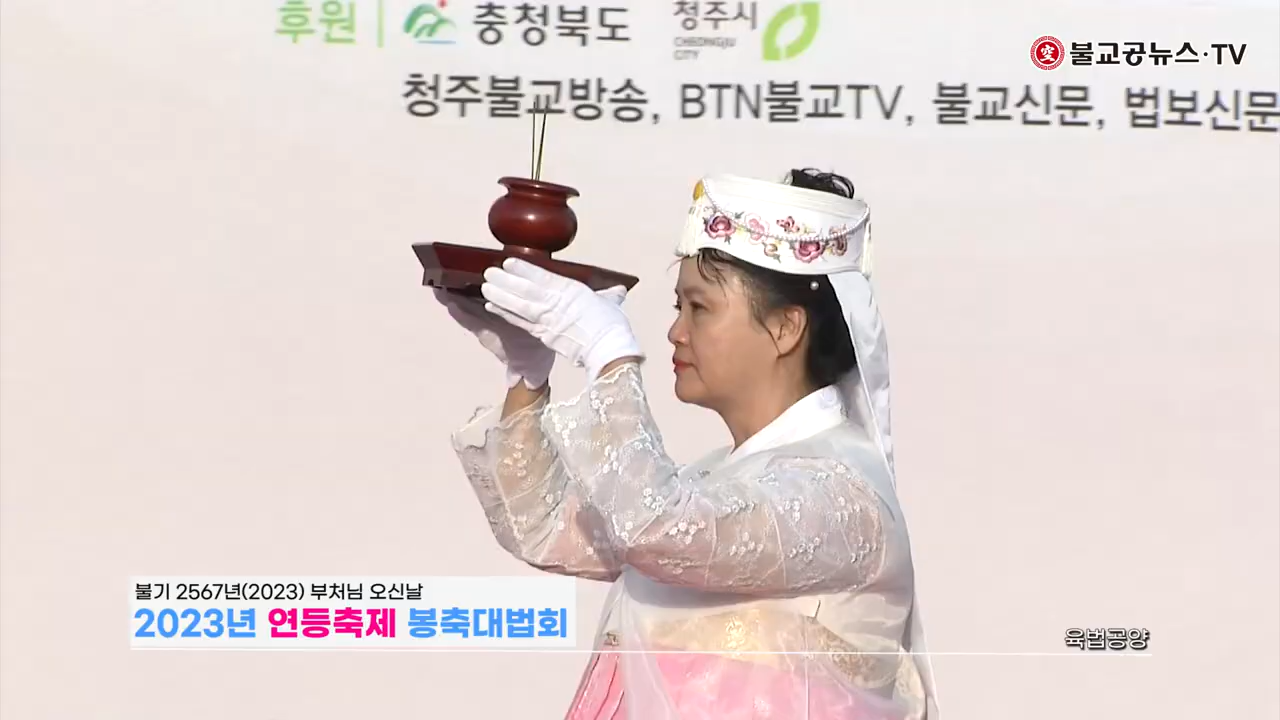 후원 충청북도 청주시
CHEONGJU
CITY
불교공뉴스·TV
청주불교방송, BTN불교TV, 불교신문, 법보신문
불기 2567년(2023) 부처님 오신날
2023년 연등축제 봉축대법회
육법공양